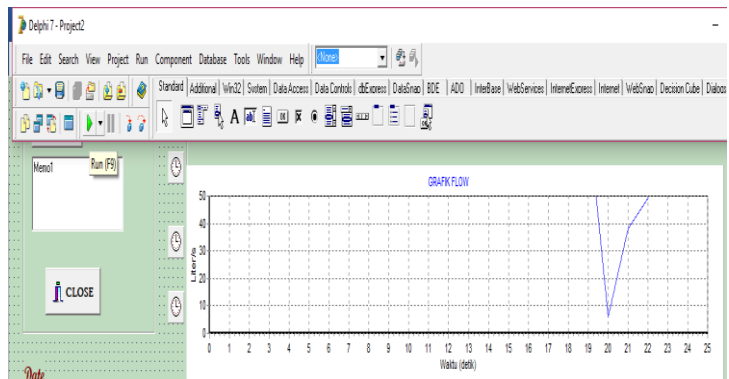 Delphi 7 - Project2
File Edit Search View Project Run Component Database Tools Window Help <None>
Standard Additional Win32 System Data Access Data Controls dbExpress DataSnap BDE ADO InterBase WebServices InternetExpress Internet WebSnap Decision Cube Dialogs
Run (F9)
Memo1
CLOSE
Date
GRAFIK FLOW
Liter/s
50
40
30
20
10
0
0 1 2 3 4 5 6 7 8 9 10 11 12 13 14 15 16 17 18 19 20 21 22 23 24 25
Waktu (detik)